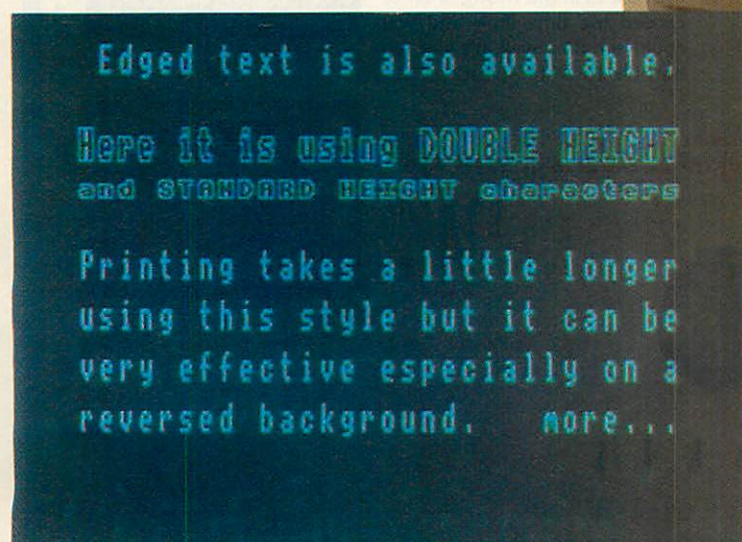 Edged text is also available.
Here it is using DOUBLE HEIGHT
and STANDARD HEIGHT characters
Printing takes a little longer
using this style but it can be
very effective especially on a
reversed background. more...